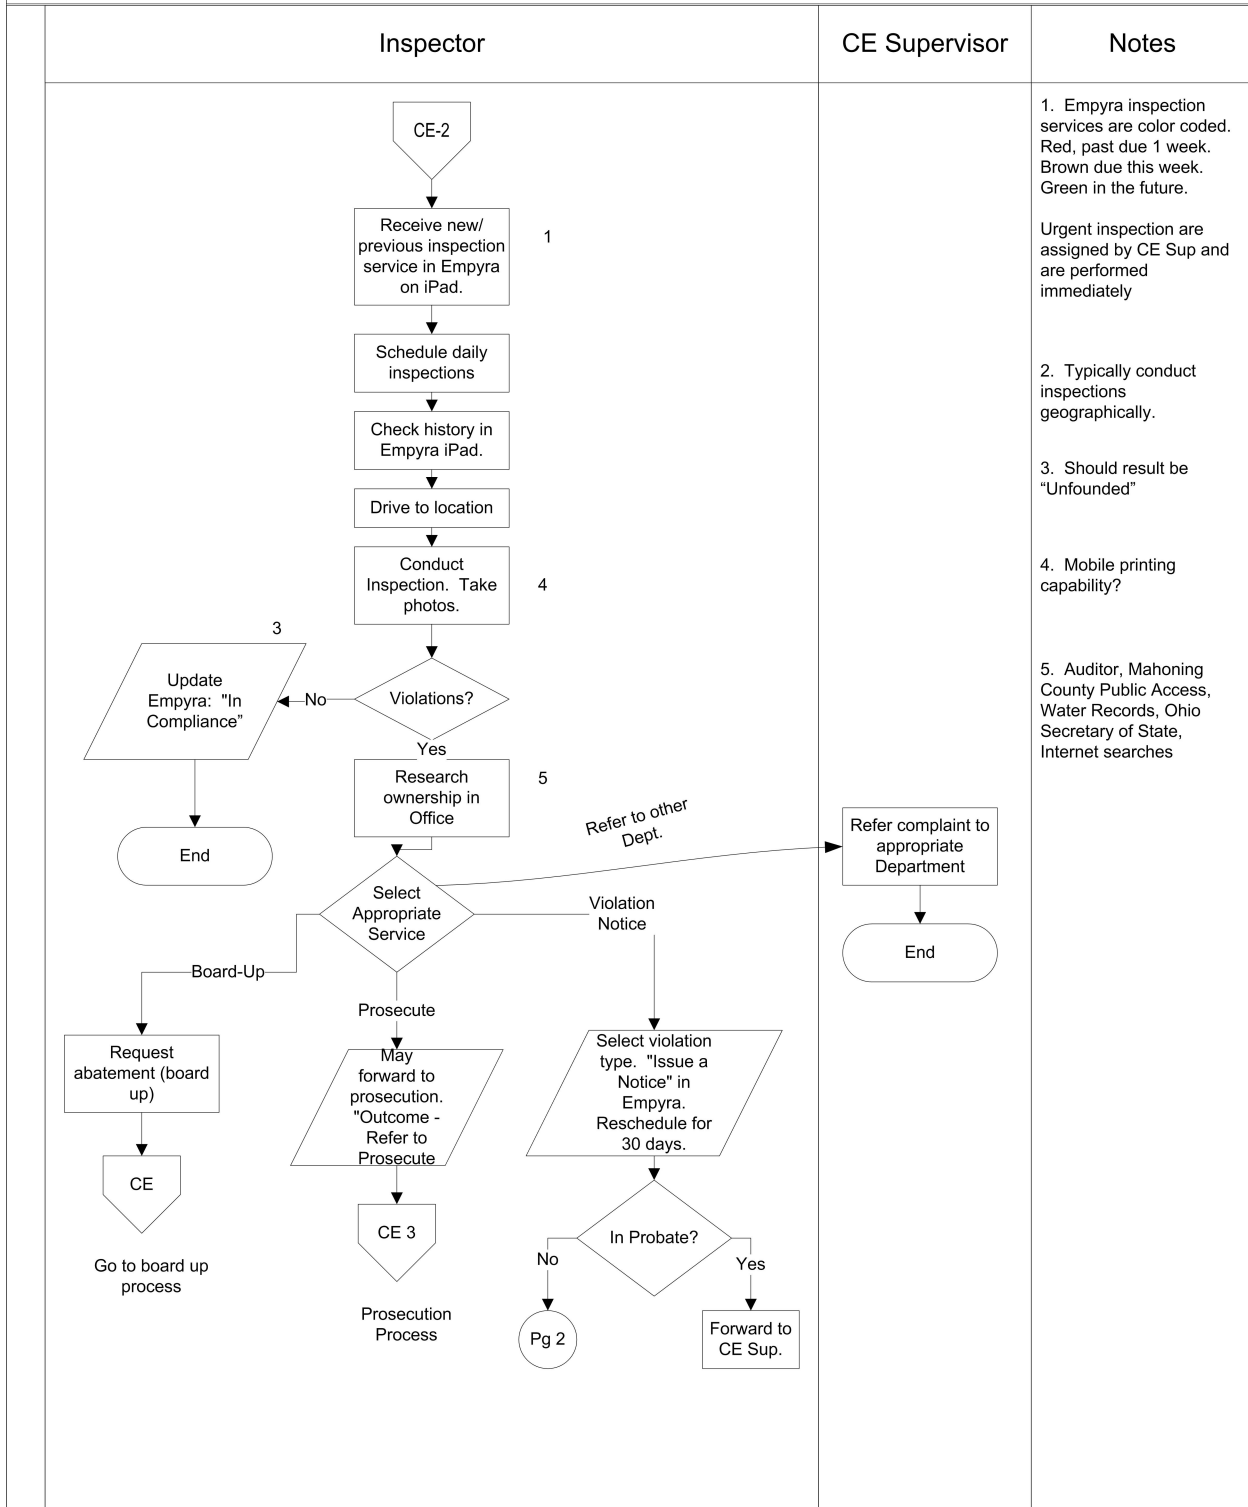 Inspector
CE Supervisor
Notes
CE-2
Receive new/
previous inspection
service in Empyra
on iPad.
1
Schedule daily
inspections
Check history in
Empyra iPad.
Drive to location
Conduct
Inspection. Take
photos.
4
3
Update
Empyra: "In
Compliance”
No
Violations?
Yes
End
Research
ownership in
Office
5
Refer to other
Dept.
Refer complaint to
appropriate
Department
End
Select
Appropriate
Service
Violation
Notice
Board-Up
Prosecute
Request
abatement (board
up)
CE
Go to board up
process
May
forward to
prosecution.
"Outcome -
Refer to
Prosecute
CE 3
Prosecution
Process
Select violation
type. "Issue a
Notice" in
Empyra.
Reschedule for
30 days.
In Probate?
No
Yes
Pg 2
Forward to
CE Sup.
1. Empyra inspection
services are color coded.
Red, past due 1 week.
Brown due this week.
Green in the future.
Urgent inspection are
assigned by CE Sup and
are performed
immediately
2. Typically conduct
inspections
geographically.
3. Should result be
“Unfounded”
4. Mobile printing
capability?
5. Auditor, Mahoning
County Public Access,
Water Records, Ohio
Secretary of State,
Internet searches